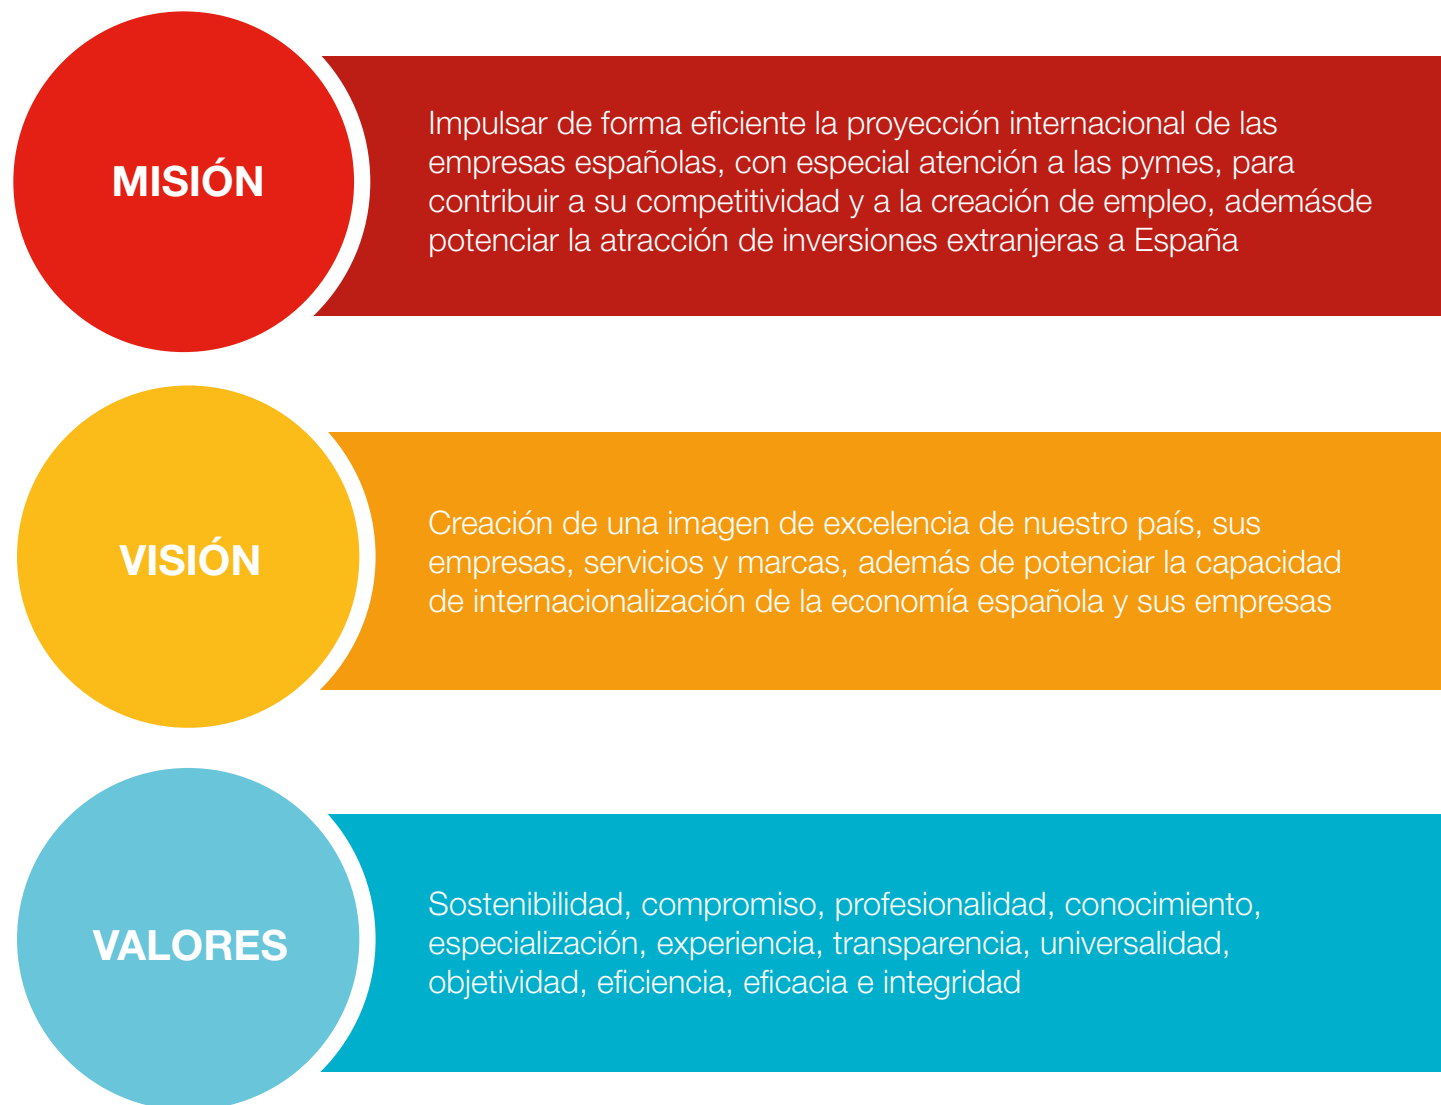 MISIÓN
Impulsar de forma eficiente la proyección internacional de las
empresas españolas, con especial atención a las pymes, para
contribuir a su competitividad y a la creación de empleo, ademásde
potenciar la atracción de inversiones extranjeras a España
VISIÓN
Creación de una imagen de excelencia de nuestro país, sus
empresas, servicios y marcas, además de potenciar la capacidad
de internacionalización de la economía española y sus empresas
VALORES
Sostenibilidad, compromiso, profesionalidad, conocimiento,
especialización, experiencia, transparencia, universalidad,
objetividad, eficiencia, eficacia e integridad